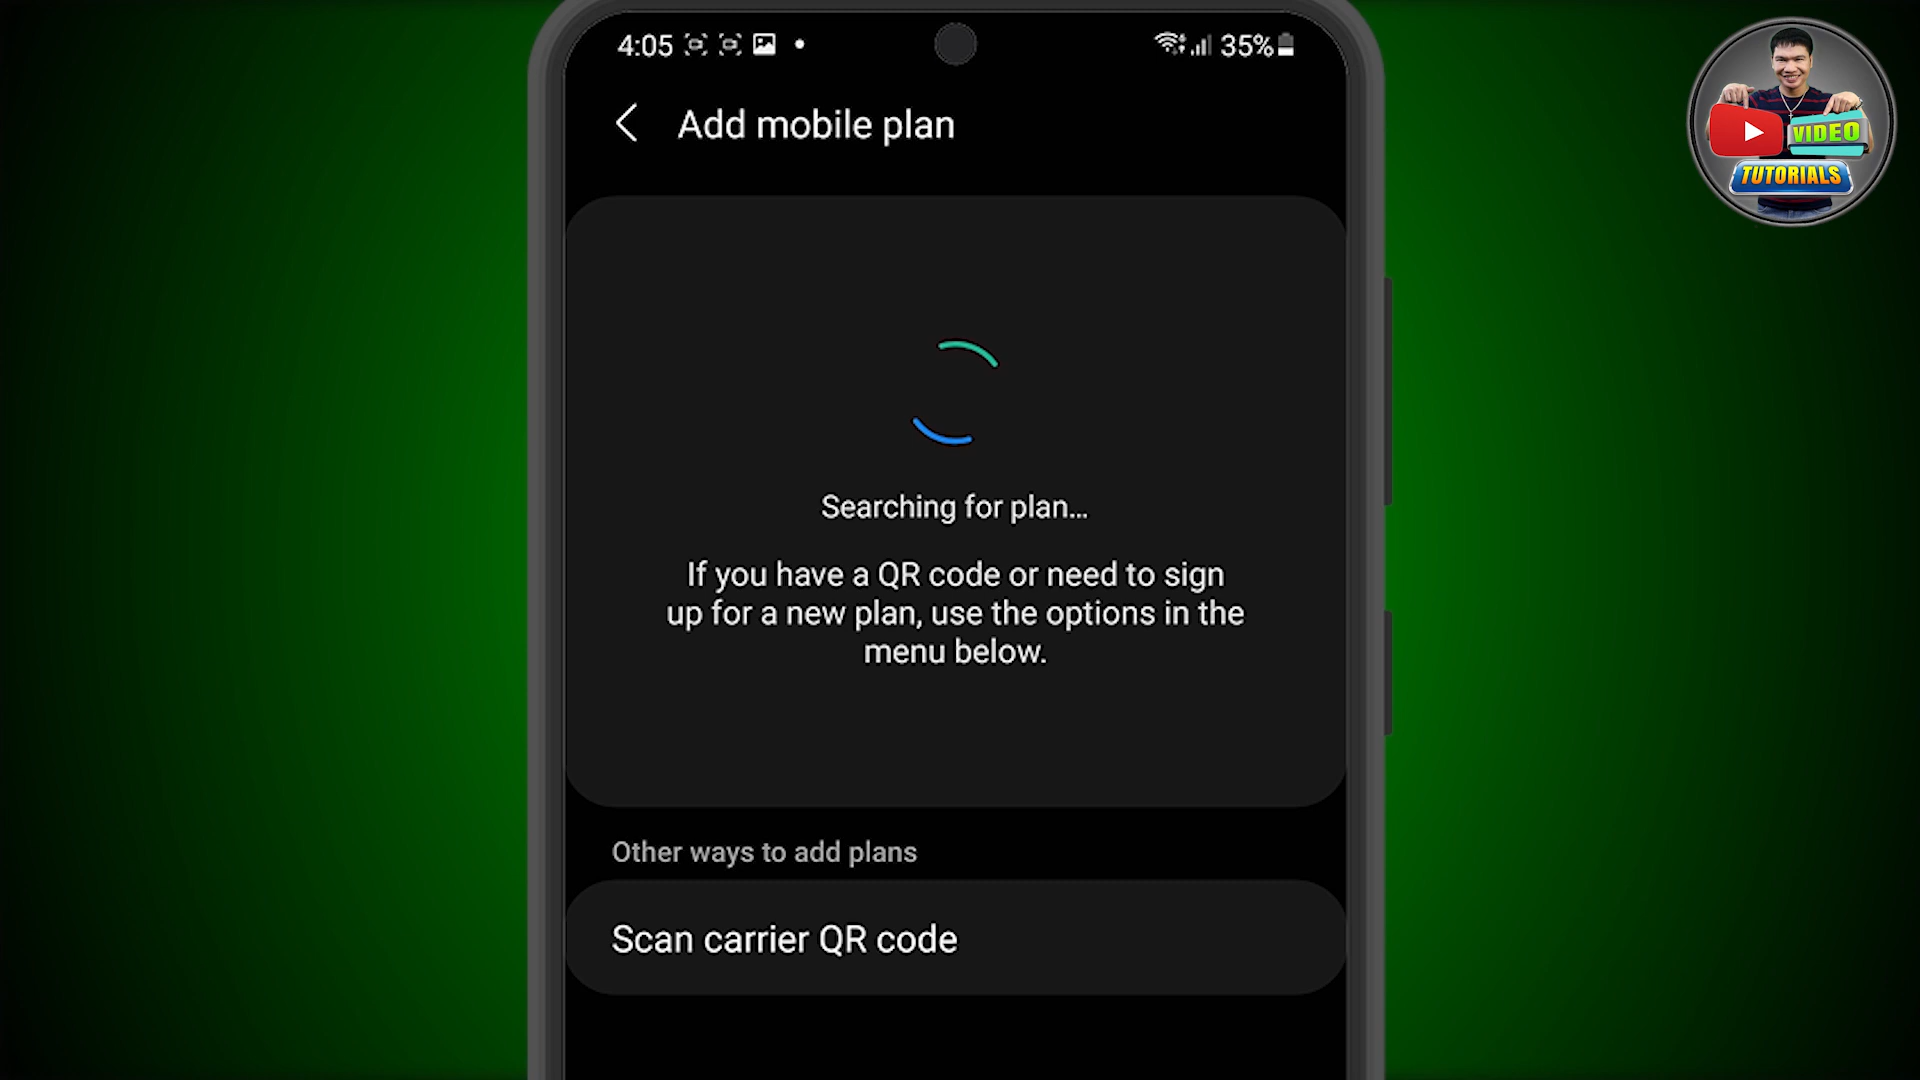 4:05
35%
Add mobile plan
VIDEO
TUTORIALS
Searching for plan...
If you have a QR code or need to sign
up for a new plan, use the options in the
menu below.
Other ways to add plans
Scan carrier QR code